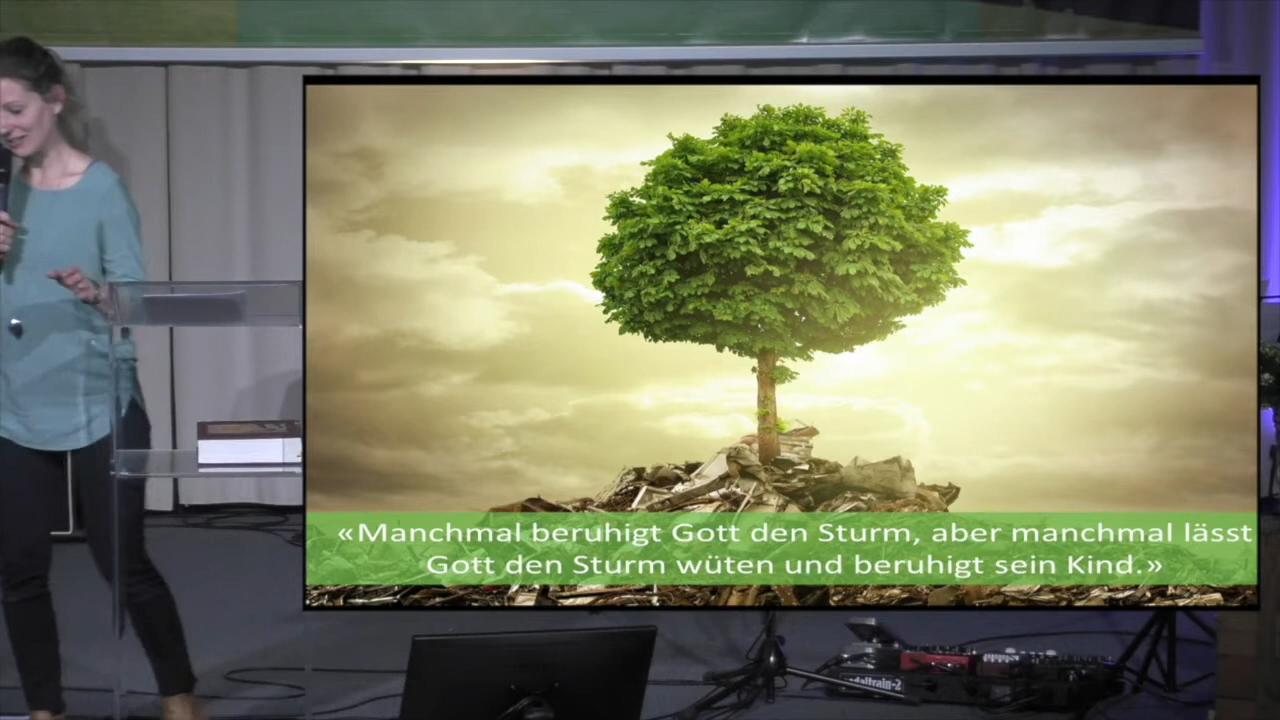 «Manchmal beruhigt Gott den Sturm, aber manchmal lässt
Gott den Sturm wüten und beruhigt sein Kind.»